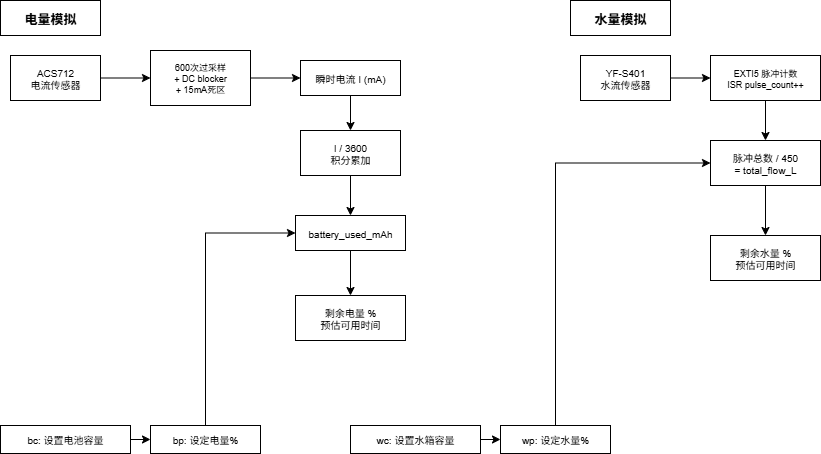 电量模拟
水量模拟
ACS712
电流传感器
600次过采样
+ DC blocker
+ 15mA死区
瞬时电流 I (mA)
YF-S401
水流传感器
EXTI5 脉冲计数
ISR pulse_count++
I / 3600
积分累加
脉冲总数 / 450
= total_flow_L
battery_used_mAh
剩余水量 %
预估可用时间
剩余电量 %
预估可用时间
bc: 设置电池容量
bp: 设定电量%
wc: 设置水箱容量
wp: 设定水量%